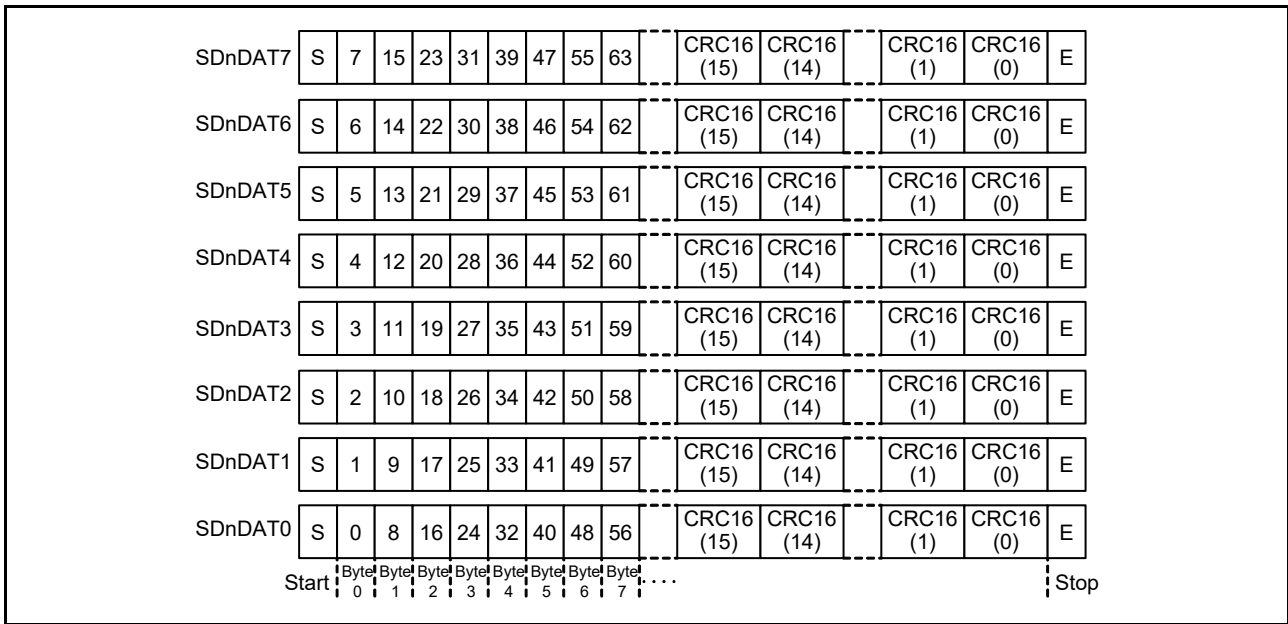 SDnDAT7 S 7 15 23 31 39 47 55 63 CRC16 (15) CRC16 (14) CRC16 (1) CRC16 (0) E
SDnDAT6 S 6 14 22 30 38 46 54 62 CRC16 (15) CRC16 (14) CRC16 (1) CRC16 (0) E
SDnDAT5 S 5 13 21 29 37 45 53 61 CRC16 (15) CRC16 (14) CRC16 (1) CRC16 (0) E
SDnDAT4 S 4 12 20 28 36 44 52 60 CRC16 (15) CRC16 (14) CRC16 (1) CRC16 (0) E
SDnDAT3 S 3 11 19 27 35 43 51 59 CRC16 (15) CRC16 (14) CRC16 (1) CRC16 (0) E
SDnDAT2 S 2 10 18 26 34 42 50 58 CRC16 (15) CRC16 (14) CRC16 (1) CRC16 (0) E
SDnDAT1 S 1 9 17 25 33 41 49 57 CRC16 (15) CRC16 (14) CRC16 (1) CRC16 (0) E
SDnDAT0 S 0 8 16 24 32 40 48 56 CRC16 (15) CRC16 (14) CRC16 (1) CRC16 (0) E
Start Byte 0 Byte 1 Byte 2 Byte 3 Byte 4 Byte 5 Byte 6 Byte 7 · · · · Stop